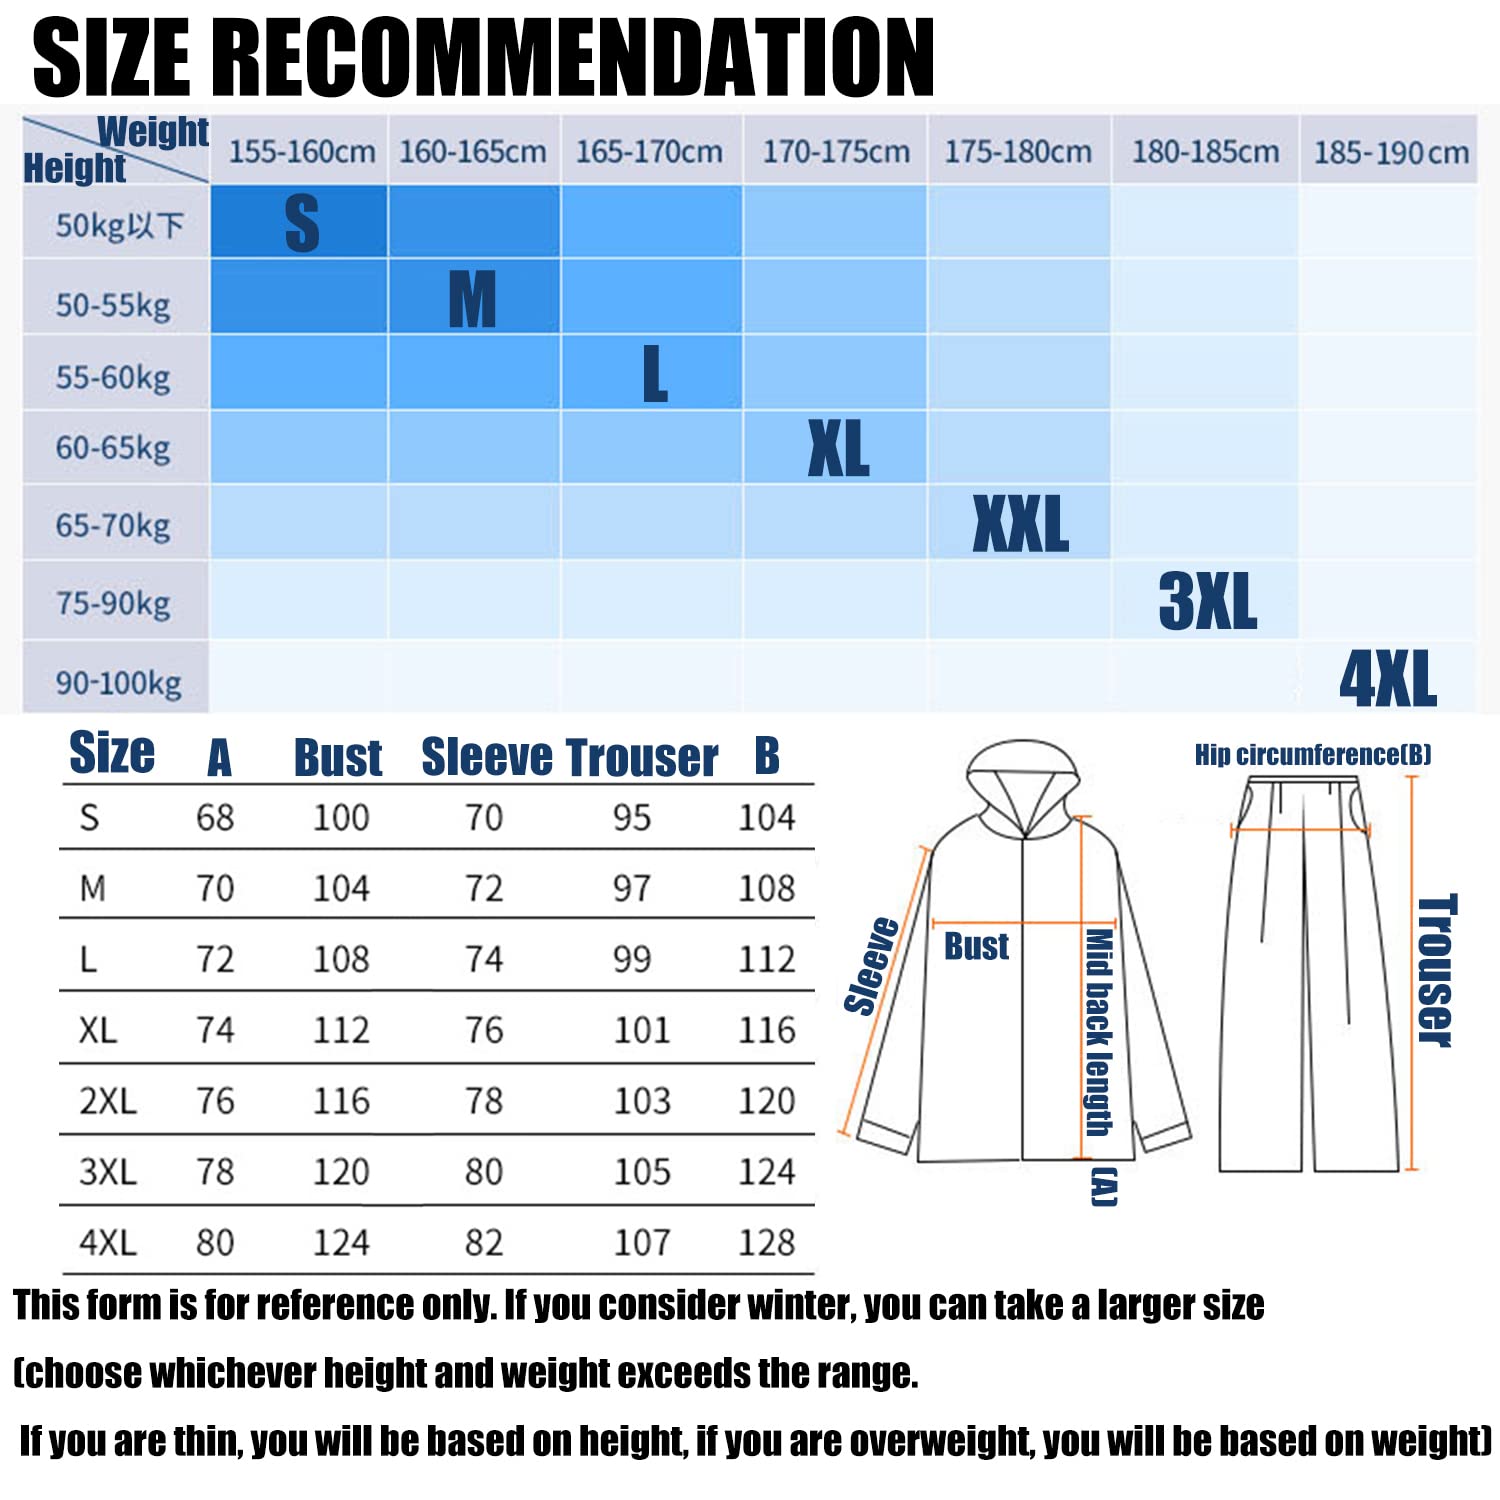 SIZE RECOMMENDATION
Weight
Height
155-160cm 160-165cm 165-170cm 170-175cm 175-180cm 180-185cm 185-190cm
50kg以下 S
50-55kg M
55-60kg L
60-65kg XL
65-70kg XXL
75-90kg 3XL
90-100kg 4XL
Size A Bust Sleeve Trouser B
S 68 100 70 95 104
M 70 104 72 97 108
L 72 108 74 99 112
XL 74 112 76 101 116
2XL 76 116 78 103 120
3XL 78 120 80 105 124
4XL 80 124 82 107 128
Sleeve
Bust
Mid back length (A)
Hip circumference(B)
Trouser
This form is for reference only. If you consider winter, you can take a larger size
(choose whichever height and weight exceeds the range.
If you are thin, you will be based on height, if you are overweight, you will be based on weight)